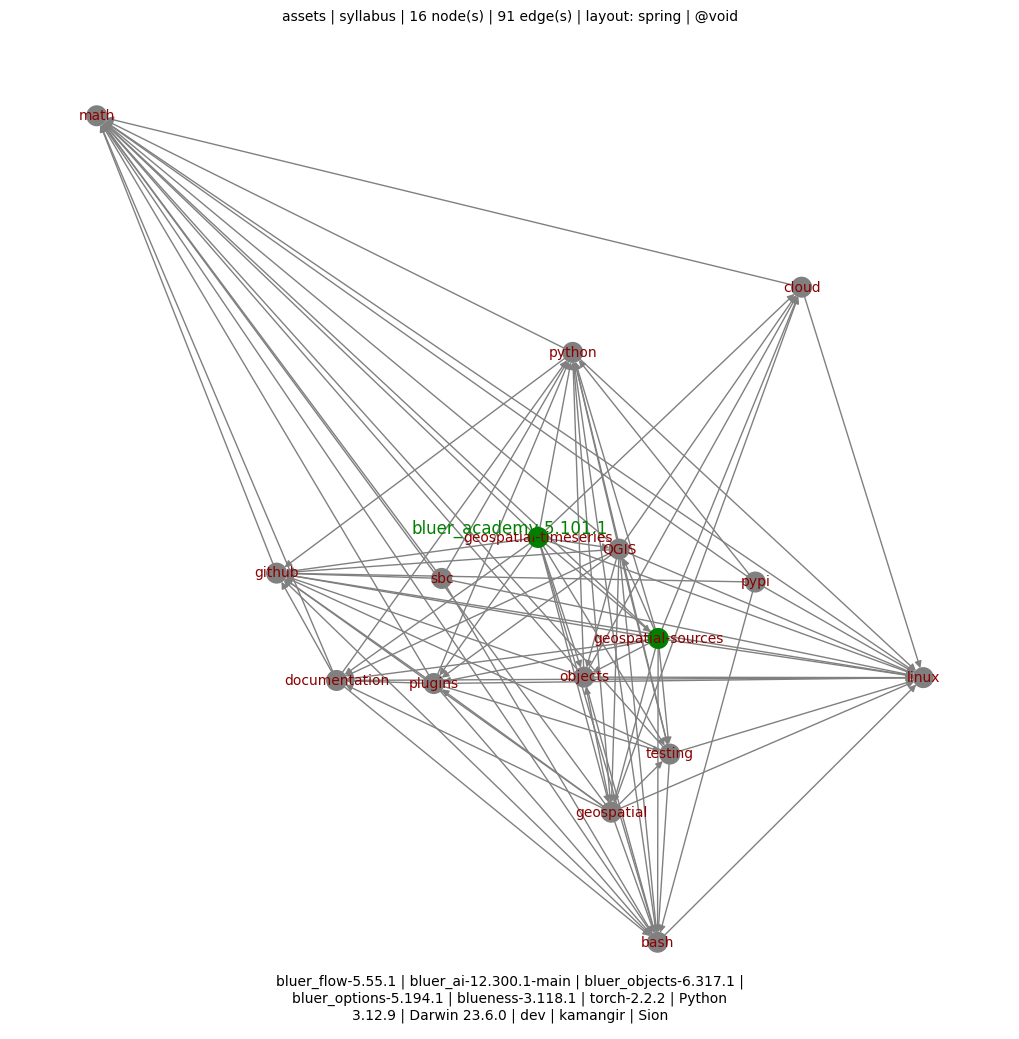 assets | syllabus | 16 node(s) | 91 edge(s) | layout: spring | @void
math
cloud
python
bluer_academy-5.101.1
geospatial-timeseries
QGIS
github
sbc
pypi
geospatial-sources
documentation
plugins
objects
linux
testing
geospatial
bash
bluer_flow-5.55.1 | bluer_ai-12.300.1-main | bluer_objects-6.317.1 |
bluer_options-5.194.1 | blueness-3.118.1 | torch-2.2.2 | Python
3.12.9 | Darwin 23.6.0 | dev | kamangir | Sion